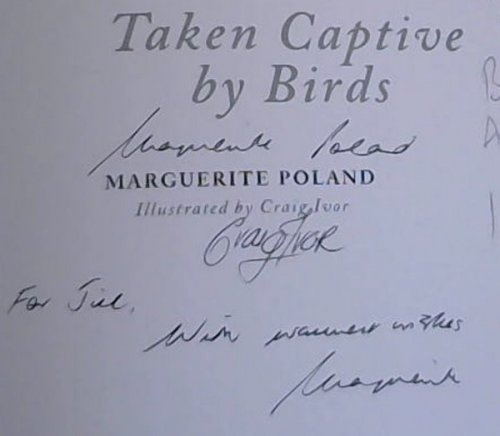 Taken Captive
by Birds
Marguerite Poland
MARGUERITE POLAND
Illustrated by Craig Ivor
Craig Ivor
For Jill,
With warmest wishes
Marguerite
B
A